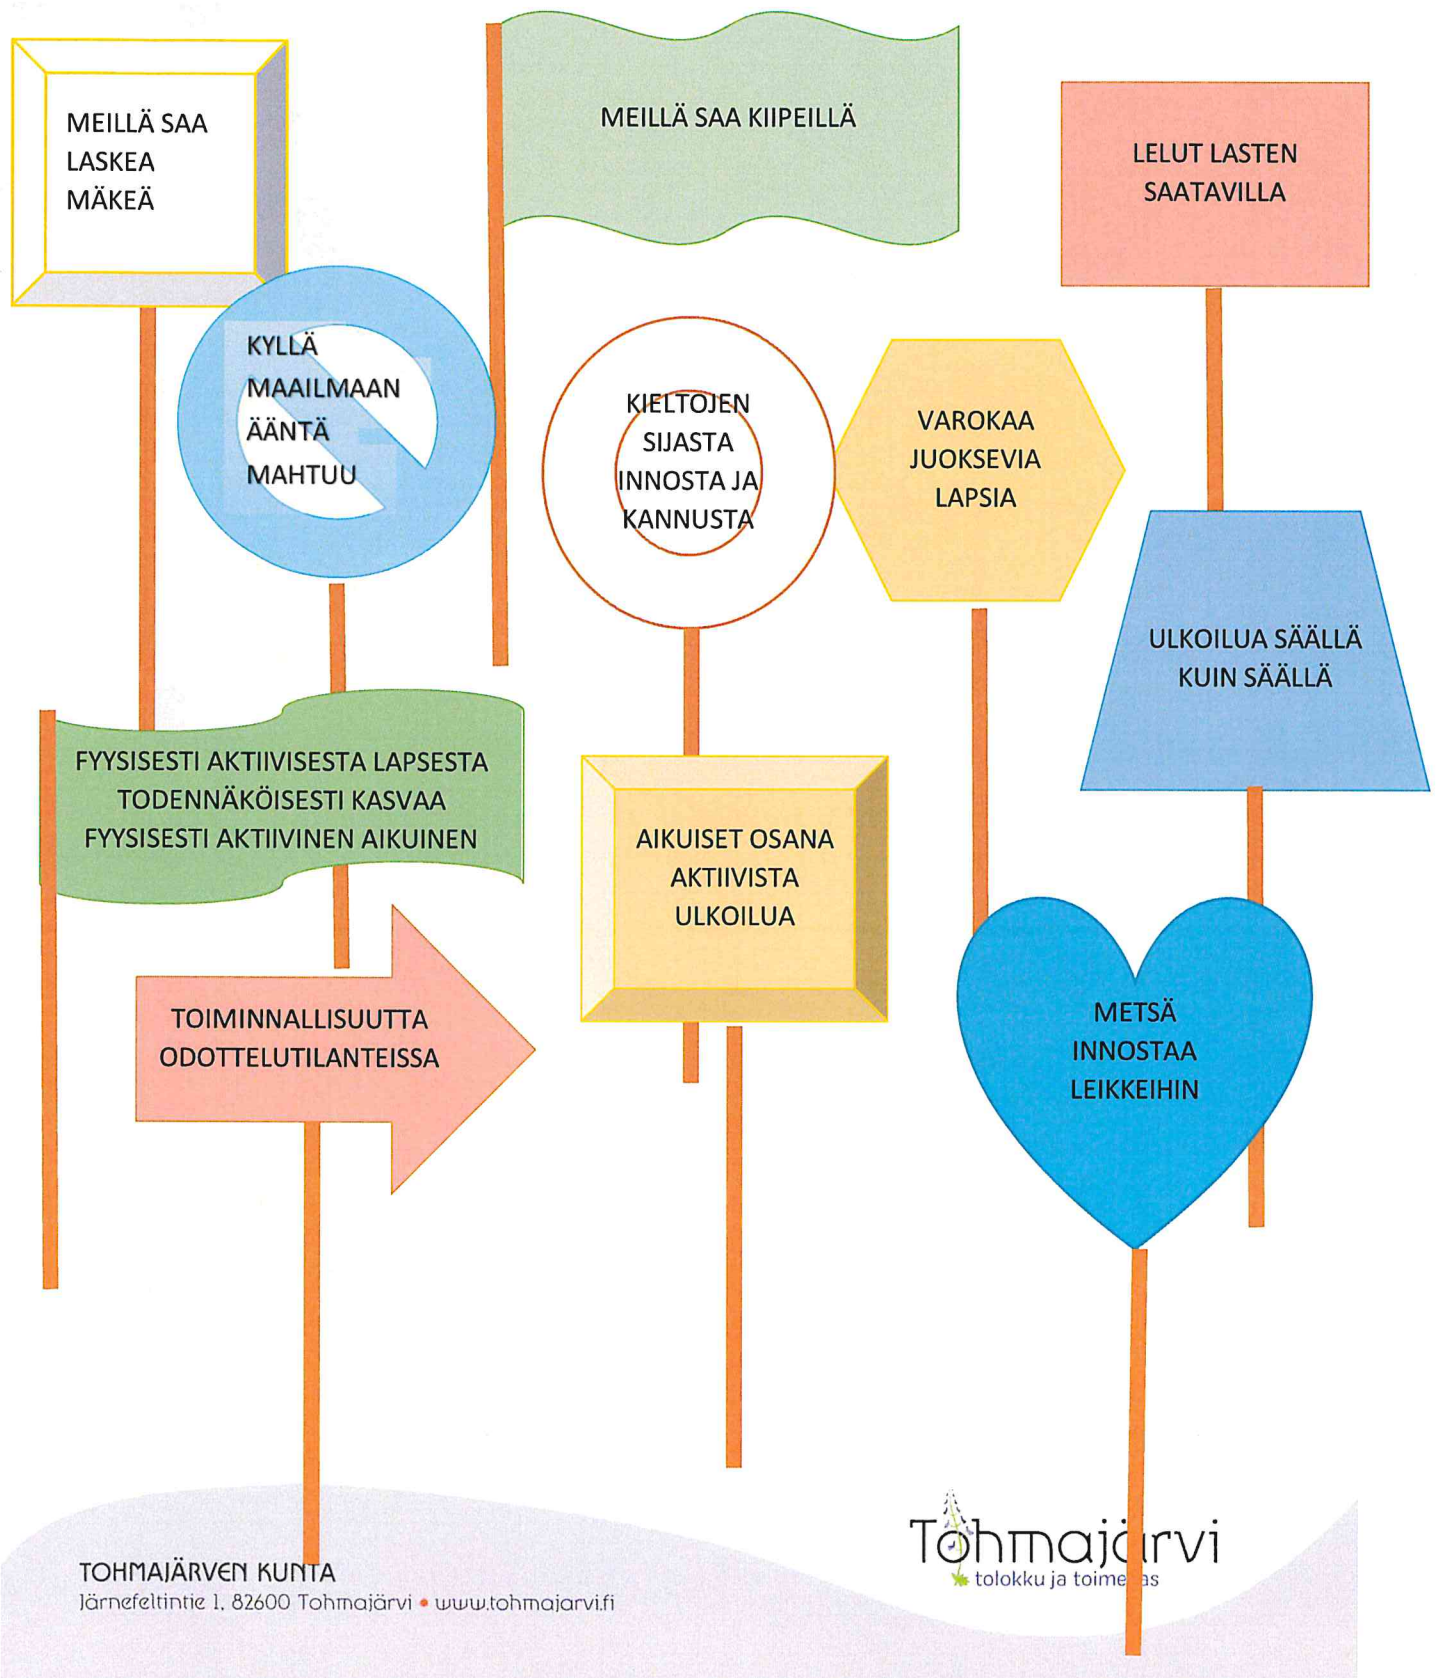 MEILLÄ SAA
LASKEA
MÄKEÄ
MEILLÄ SAA KIIPEILLÄ
LELUT LASTEN
SAATAVILLA
KYLLÄ
MAAILMAAN
ÄÄNTÄ
MAHTUU
KIELTOJEN
SIJASTA
INNOSTA JA
KANNUSTA
VAROKAA
JUOKSEVIA
LAPSIA
ULKOILUA SÄÄLLÄ
KUIN SÄÄLLÄ
FYYSISESTI AKTIIVISESTA LAPSESTA
TODENNÄKÖISESTI KASVAA
FYYSISESTI AKTIIVINEN AIKUINEN
AIKUISET OSANA
AKTIIVISTA
ULKOILUA
TOIMINNALLISUUTTA
ODOTTELUTILANTEISSA
METSÄ
INNOSTAA
LEIKKEIHIN
TOHMAJÄRVEN KUNTA
Järnefeltintie 1, 82600 Tohmajärvi • www.tohmajarvi.fi
Tohmajärvi
tolokku ja toimekas